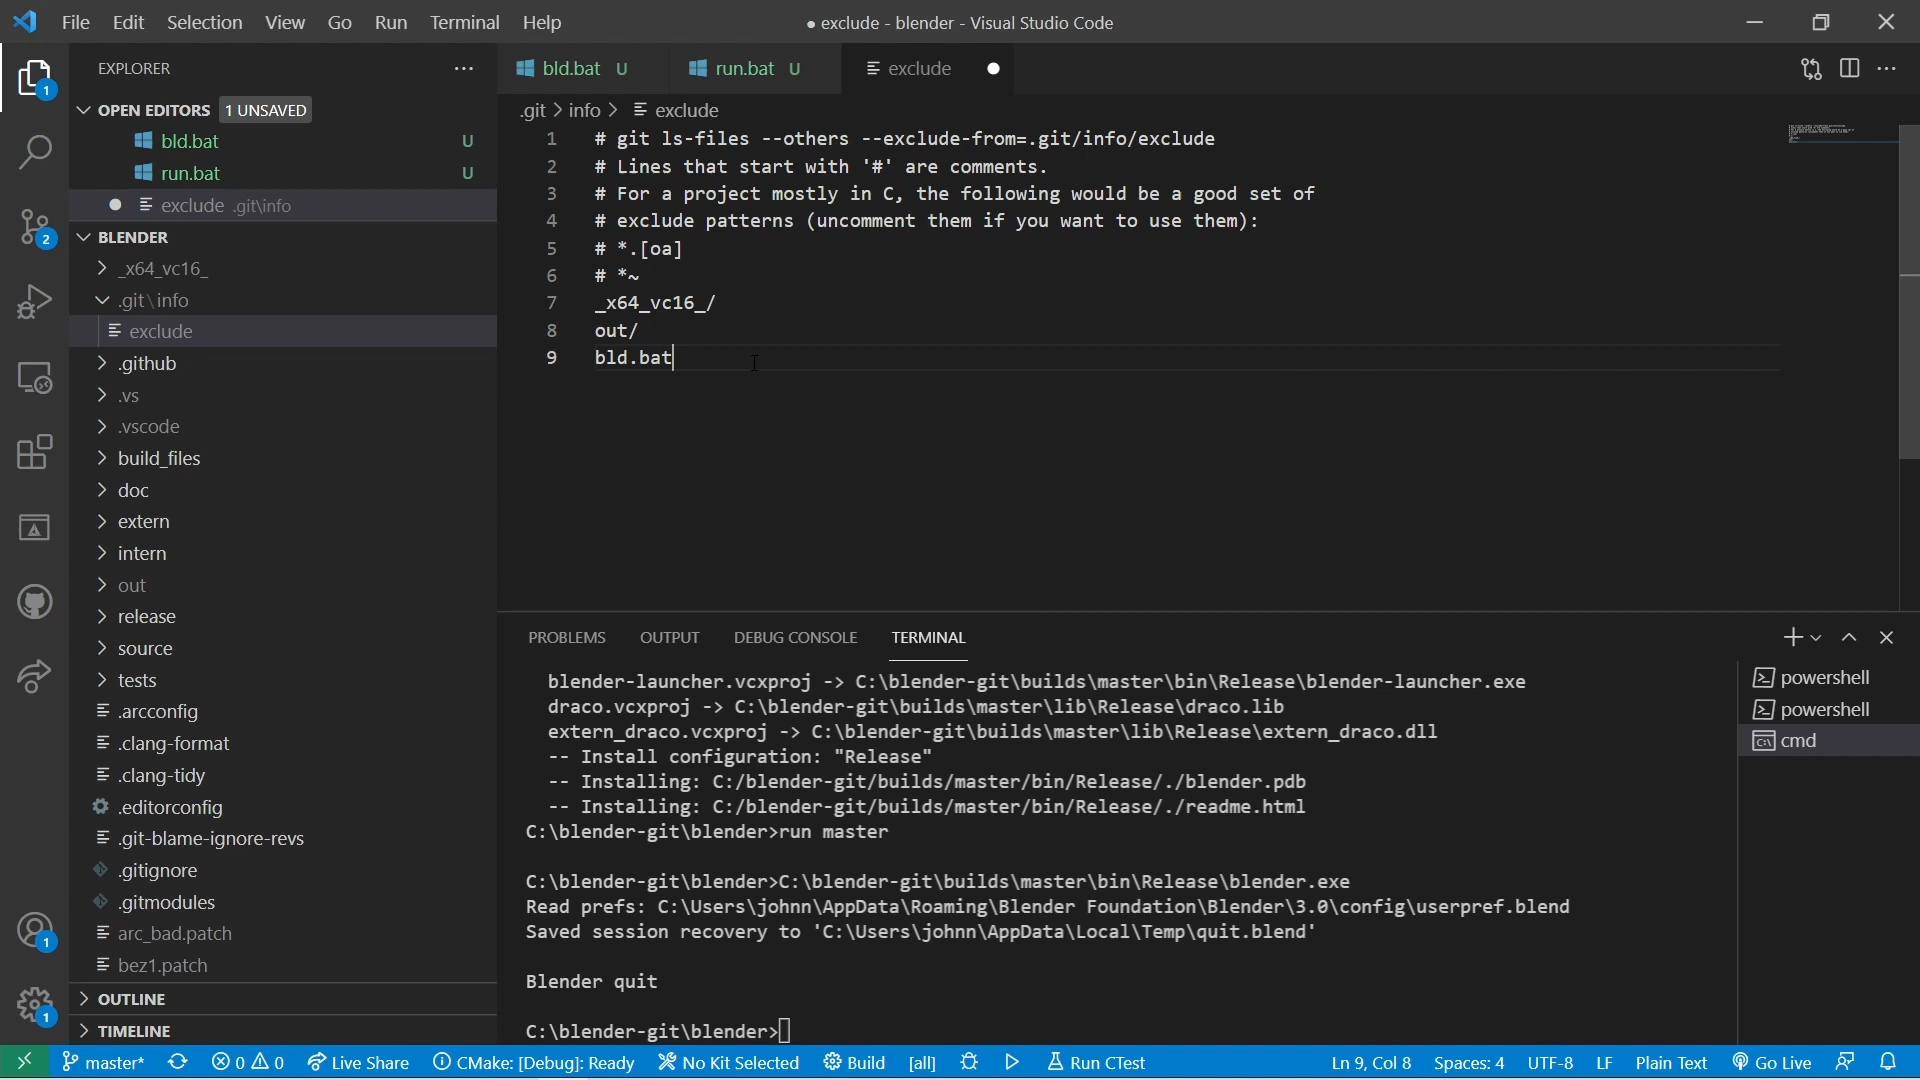 File Edit Selection View Go Run Terminal Help
● exclude - blender - Visual Studio Code
EXPLORER
OPEN EDITORS 1 UNSAVED
bld.bat U
run.bat U
exclude .git\info
BLENDER
_x64_vc16_
.git\info
exclude
.github
.vs
.vscode
build_files
doc
extern
intern
out
release
source
tests
.arcconfig
.clang-format
.clang-tidy
.editorconfig
.git-blame-ignore-revs
.gitignore
.gitmodules
arc_bad.patch
bez1.patch
OUTLINE
TIMELINE
1
2
1
1
bld.bat U
run.bat U
exclude
.git > info > exclude
1 # git ls-files --others --exclude-from=.git/info/exclude
2 # Lines that start with '#' are comments.
3 # For a project mostly in C, the following would be a good set of
4 # exclude patterns (uncomment them if you want to use them):
5 # *.[oa]
6 # *~
7 _x64_vc16_/
8 out/
9 bld.bat
PROBLEMS OUTPUT DEBUG CONSOLE TERMINAL
blender-launcher.vcxproj -> C:\blender-git\builds\master\bin\Release\blender-launcher.exe
draco.vcxproj -> C:\blender-git\builds\master\lib\Release\draco.lib
extern_draco.vcxproj -> C:\blender-git\builds\master\lib\Release\extern_draco.dll
-- Install configuration: "Release"
-- Installing: C:/blender-git/builds/master/bin/Release/./blender.pdb
-- Installing: C:/blender-git/builds/master/bin/Release/./readme.html
C:\blender-git\blender>run master
C:\blender-git\blender>C:\blender-git\builds\master\bin\Release\blender.exe
Read prefs: C:\Users\johnn\AppData\Roaming\Blender Foundation\Blender\3.0\config\userpref.blend
Saved session recovery to 'C:\Users\johnn\AppData\Local\Temp\quit.blend'
Blender quit
C:\blender-git\blender>
powershell
powershell
cmd
master* 0 0 Live Share CMake: [Debug]: Ready No Kit Selected Build [all] Run CTest Ln 9, Col 8 Spaces: 4 UTF-8 LF Plain Text Go Live